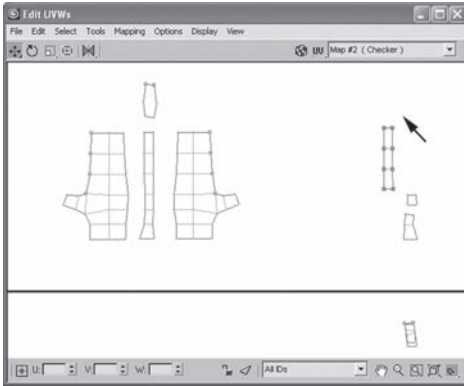 Edit UVWs
File Edit Select Tools Mapping Options Display View
UV Map #2 ( Checker )
U: V: W: All IDs